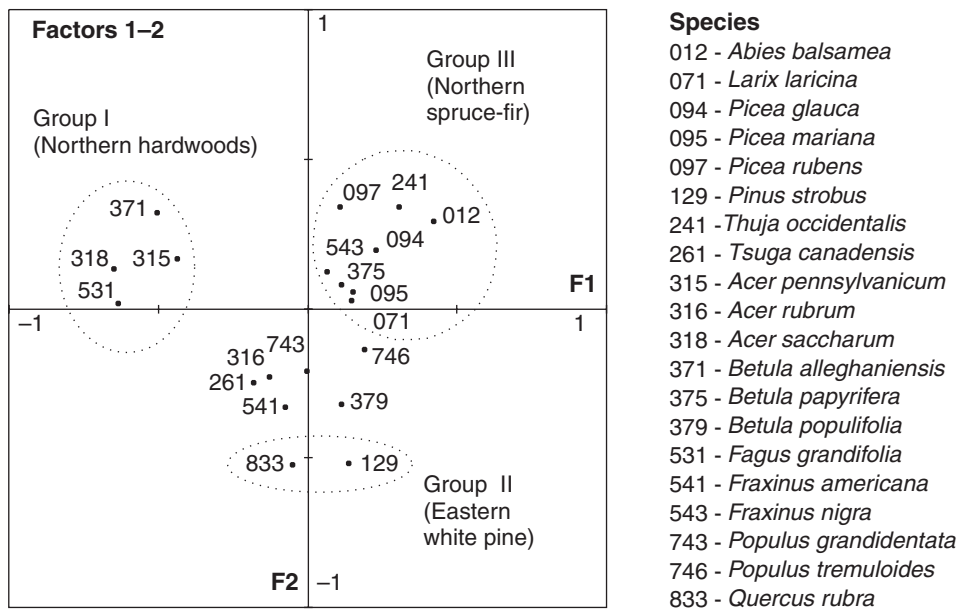 Factors 1–2
1
Group III
(Northern
spruce-fir)
Group I
(Northern hardwoods)
371
318
315
531
097
241
012
543
094
375
095
071
F1
–1
1
743
316
261
541
746
379
833
129
Group II
(Eastern
white pine)
F2
–1
Species
012 - Abies balsamea
071 - Larix laricina
094 - Picea glauca
095 - Picea mariana
097 - Picea rubens
129 - Pinus strobus
241 -Thuja occidentalis
261 - Tsuga canadensis
315 - Acer pennsylvanicum
316 - Acer rubrum
318 - Acer saccharum
371 - Betula alleghaniensis
375 - Betula papyrifera
379 - Betula populifolia
531 - Fagus grandifolia
541 - Fraxinus americana
543 - Fraxinus nigra
743 - Populus grandidentata
746 - Populus tremuloides
833 - Quercus rubra